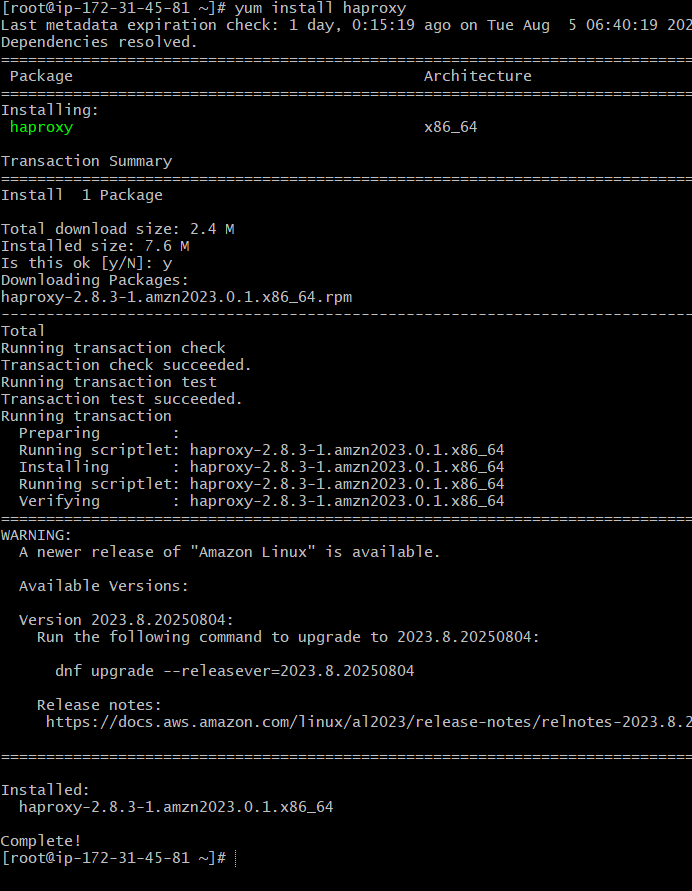 [root@ip-172-31-45-81 ~]# yum install haproxy
Last metadata expiration check: 1 day, 0:15:19 ago on Tue Aug  5 06:40:19 202
Dependencies resolved.
================================================================================
 Package                                       Architecture
================================================================================
Installing:
 haproxy                                       x86_64

Transaction Summary
================================================================================
Install  1 Package

Total download size: 2.4 M
Installed size: 7.6 M
Is this ok [y/N]: y
Downloading Packages:
haproxy-2.8.3-1.amzn2023.0.1.x86_64.rpm
--------------------------------------------------------------------------------
Total
Running transaction check
Transaction check succeeded.
Running transaction test
Transaction test succeeded.
Running transaction
  Preparing        :
  Running scriptlet: haproxy-2.8.3-1.amzn2023.0.1.x86_64
  Installing       : haproxy-2.8.3-1.amzn2023.0.1.x86_64
  Running scriptlet: haproxy-2.8.3-1.amzn2023.0.1.x86_64
  Verifying        : haproxy-2.8.3-1.amzn2023.0.1.x86_64
================================================================================
WARNING:
  A newer release of "Amazon Linux" is available.

  Available Versions:

  Version 2023.8.20250804:
    Run the following command to upgrade to 2023.8.20250804:

      dnf upgrade --releasever=2023.8.20250804

    Release notes:
     https://docs.aws.amazon.com/linux/al2023/release-notes/relnotes-2023.8.2

================================================================================

Installed:
  haproxy-2.8.3-1.amzn2023.0.1.x86_64

Complete!
[root@ip-172-31-45-81 ~]#